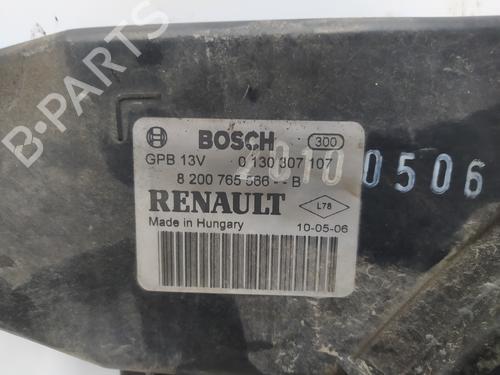 BOSCH 300
GPB 13V 0 130 307 107
20100506
8 200 765 566 - - B
RENAULT L78
Made in Hungary 10-05-06
B-PARTS